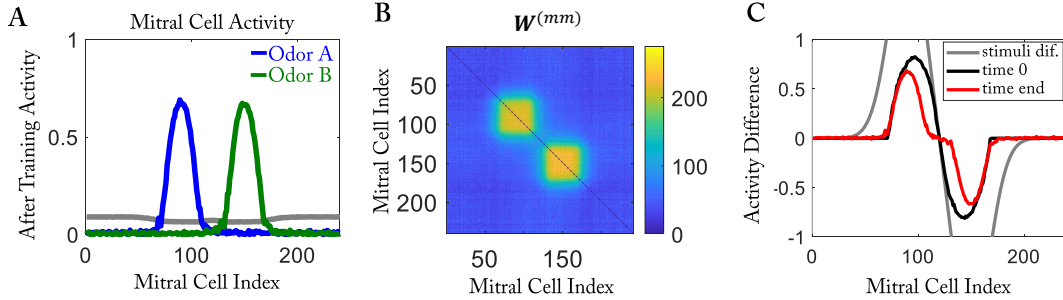 A
Mitral Cell Activity
After Training Activity
1
0.5
0
0
100
200
Mitral Cell Index
Odor A
Odor B
B
W(mm)
Mitral Cell Index
50
100
150
200
50
150
Mitral Cell Index
200
100
0
C
Activity Difference
1
0.5
0
-0.5
-1
0
100
200
Mitral Cell Index
stimuli dif.
time 0
time end